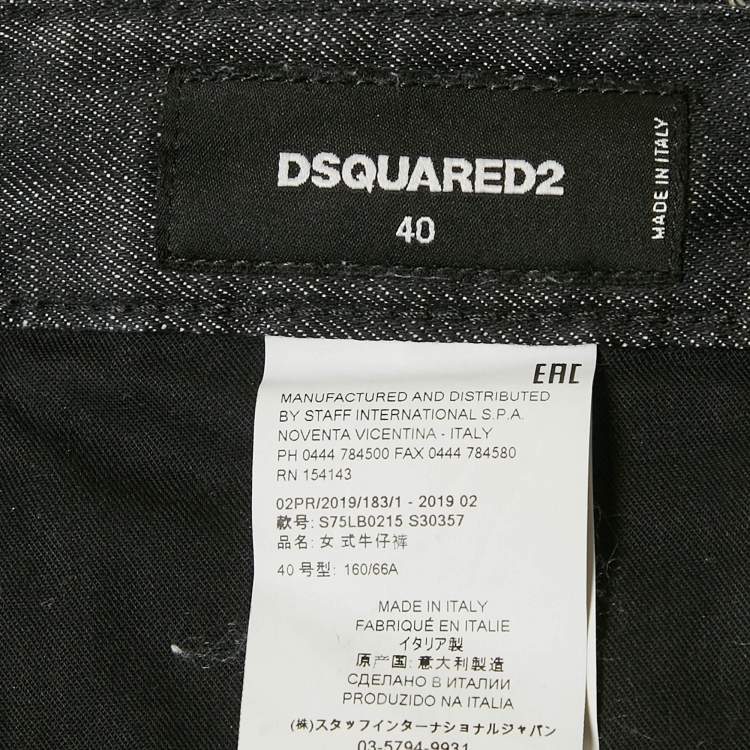 DSQUARED2
40
MADE IN ITALY
EAC
MANUFACTURED AND DISTRIBUTED
BY STAFF INTERNATIONAL S.P.A.
NOVENTA VICENTINA - ITALY
PH 0444 784500 FAX 0444 784580
RN 154143
02PR/2019/183/1 - 2019 02
款号: S75LB0215 S30357
品名: 女 式牛仔裤
40 号型: 160/66A
MADE IN ITALY
FABRIQUÉ EN ITALIE
イタリア製
原产国: 意大利製造
СДЕЛАНО В ИТАЛИИ
PRODUZIDO NA ITALIA
(株)スタッフインターナショナルジャパン
03-5794-9931